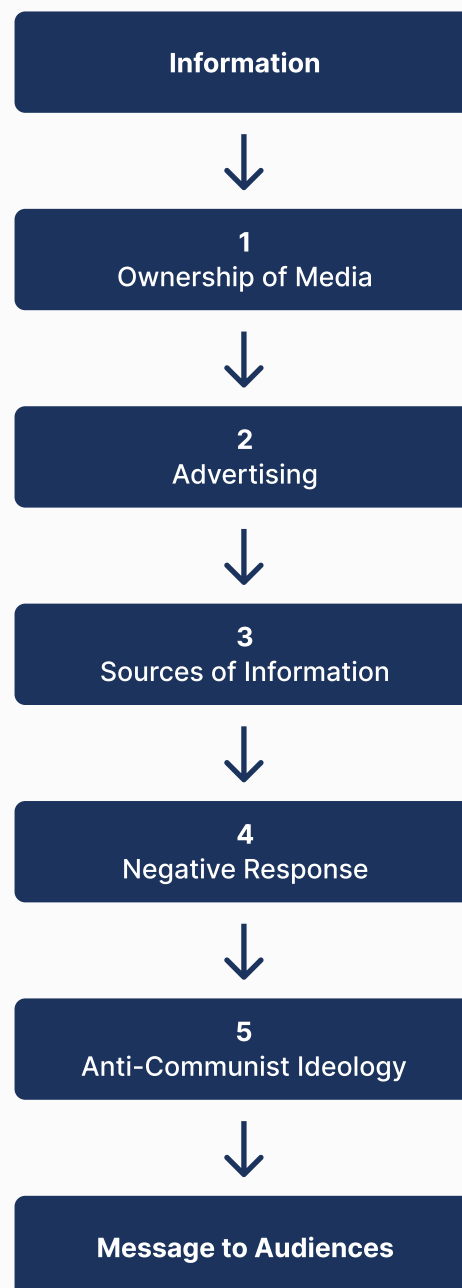 Information
1
Ownership of Media
2
Advertising
3
Sources of Information
4
Negative Response
5
Anti-Communist Ideology
Message to Audiences